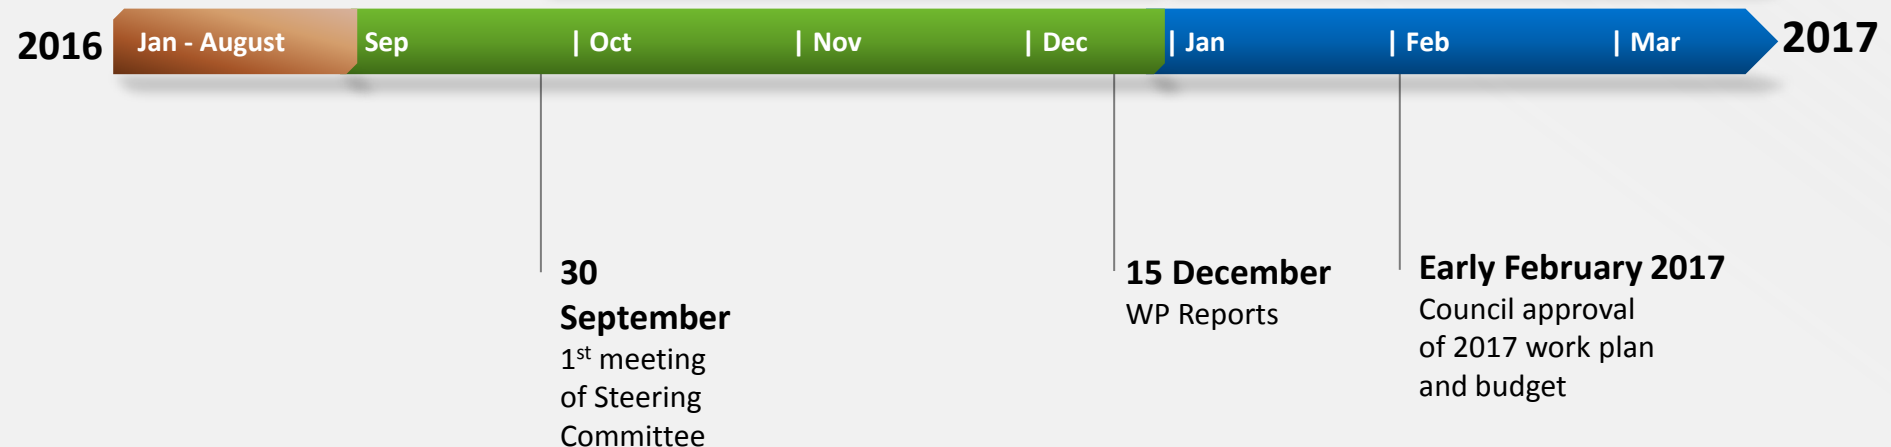 2016 Jan - August Sep | Oct | Nov | Dec | Jan | Feb | Mar 2017
30
September
1st meeting
of Steering
Committee
15 December
WP Reports
Early February 2017
Council approval
of 2017 work plan
and budget